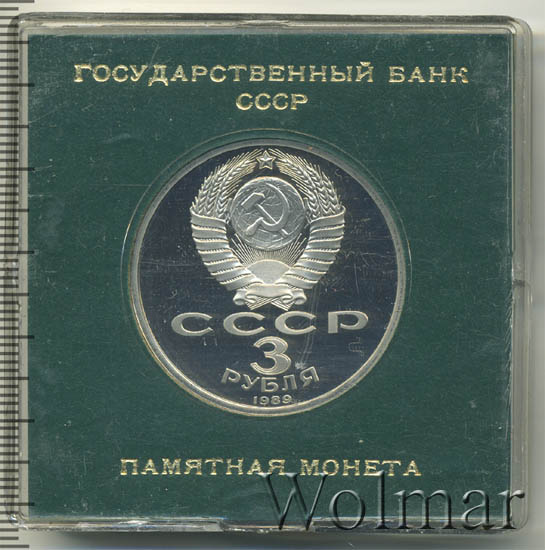 ГОСУДАРСТВЕННЫЙ БАНК
СССР
СССР
3
РУБЛЯ
1989
ПАМЯТНАЯ МОНЕТА
Wolmar